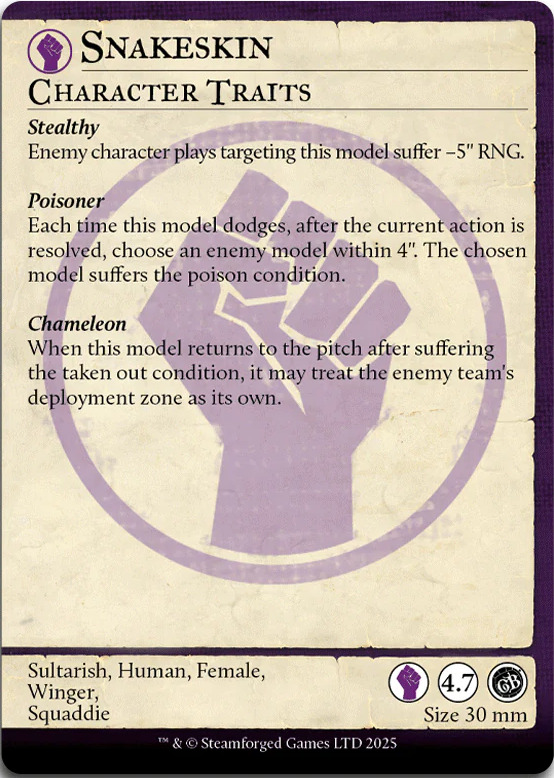 Snakeskin
Character Traits
Stealthy
Enemy character plays targeting this model suffer –5" RNG.
Poisoner
Each time this model dodges, after the current action is
resolved, choose an enemy model within 4". The chosen
model suffers the poison condition.
Chameleon
When this model returns to the pitch after suffering
the taken out condition, it may treat the enemy team's
deployment zone as its own.
Sultarish, Human, Female,
Winger,
Squaddie
4.7
GB
Size 30 mm
™ & © Steamforged Games LTD 2025